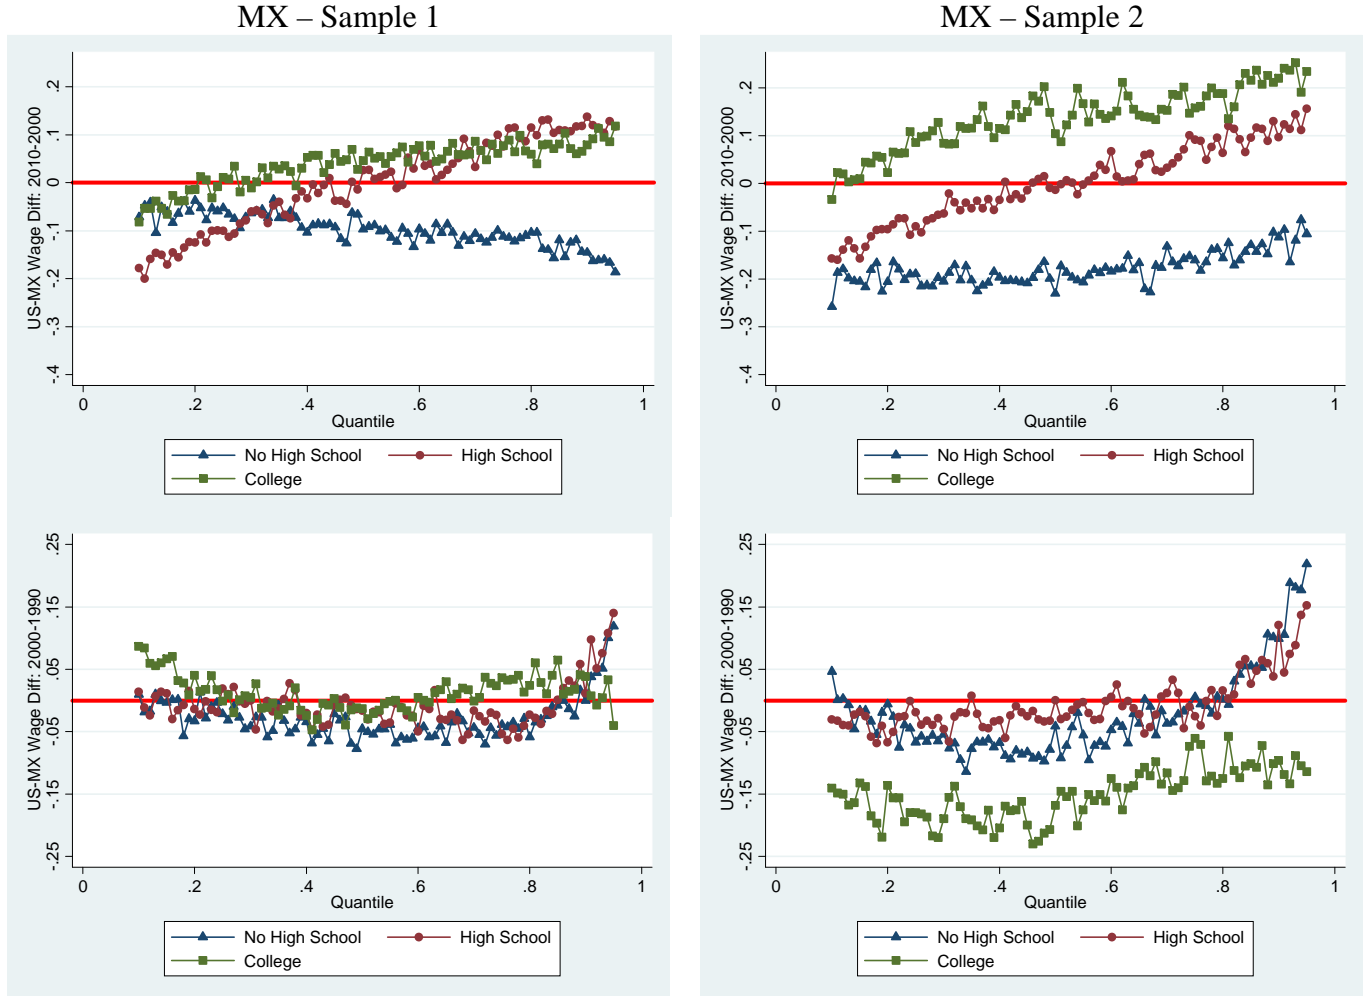 MX – Sample 1
MX – Sample 2
US-MX Wage Diff: 2010-2000
.2
.1
0
-.1
-.2
-.3
-.4
0 .2 .4 .6 .8 1
Quantile
No High School High School
College
US-MX Wage Diff: 2010-2000
.2
.1
0
-.1
-.2
-.3
-.4
0 .2 .4 .6 .8 1
Quantile
No High School High School
College
US-MX Wage Diff: 2000-1990
.25
.15
.05
-.05
-.15
-.25
0 .2 .4 .6 .8 1
Quantile
No High School High School
College
US-MX Wage Diff: 2000-1990
.25
.15
.05
-.05
-.15
-.25
0 .2 .4 .6 .8 1
Quantile
No High School High School
College